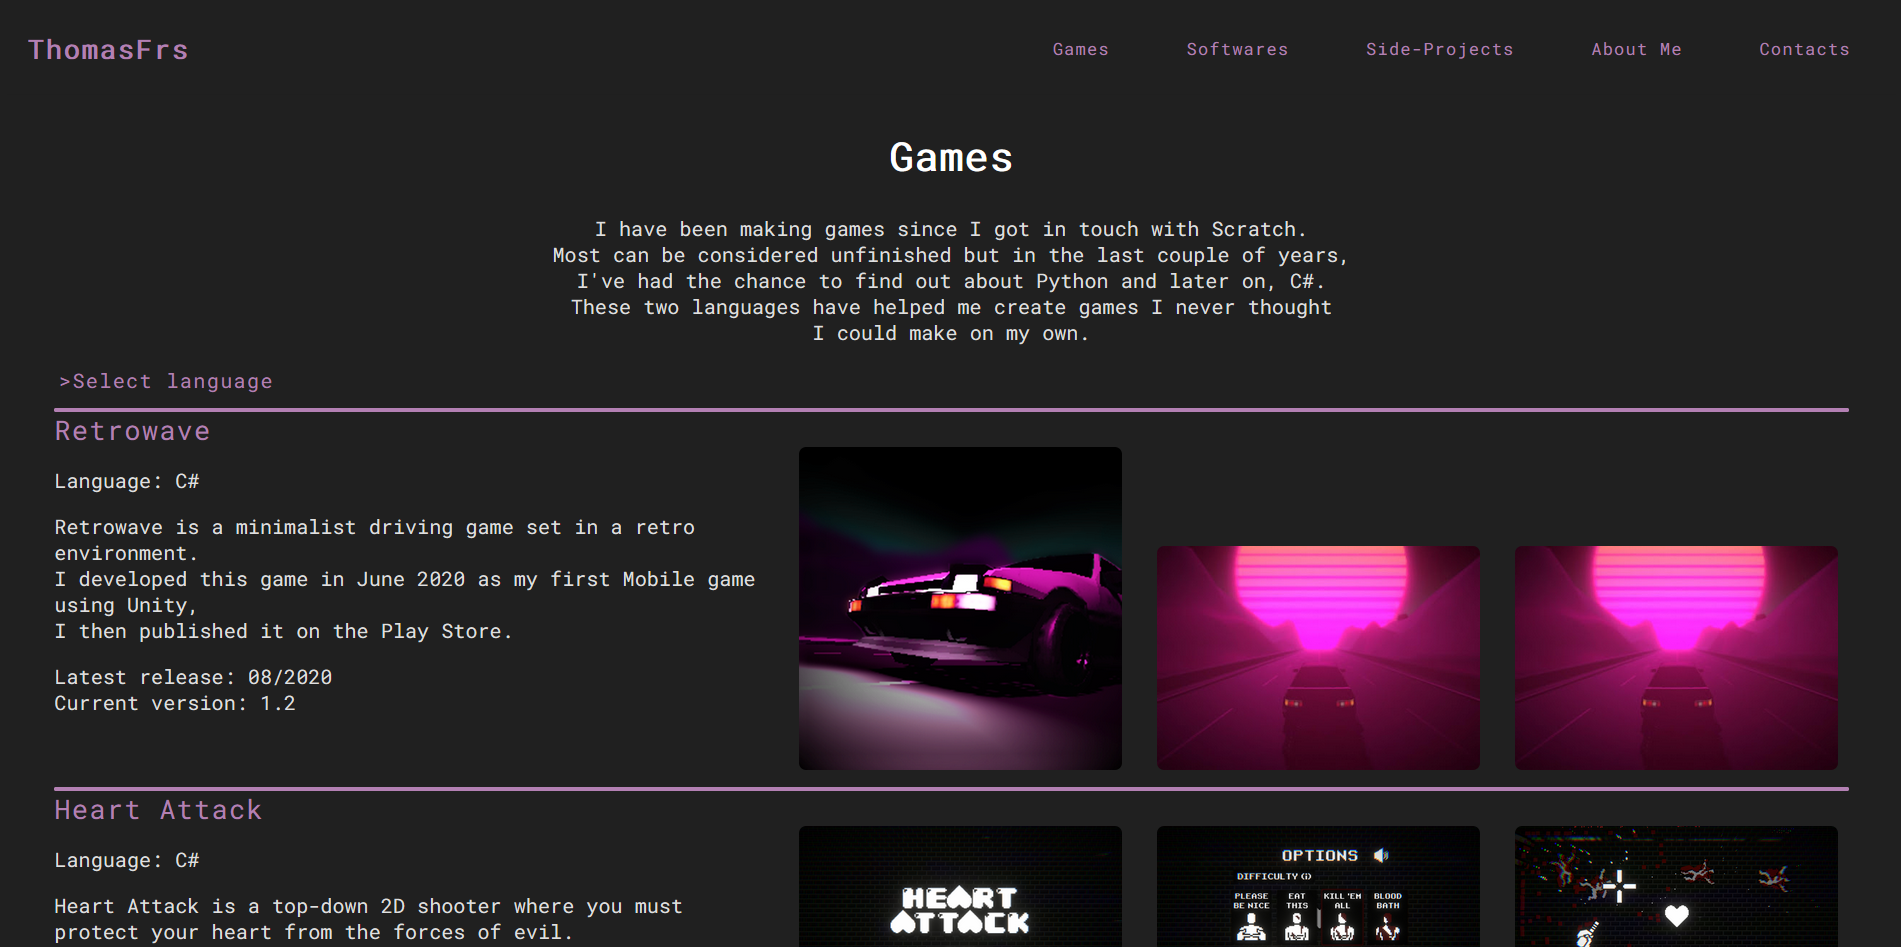 ThomasFrs
Games Softwares Side-Projects About Me Contacts
Games
I have been making games since I got in touch with Scratch.
Most can be considered unfinished but in the last couple of years,
I've had the chance to find out about Python and later on, C#.
These two languages have helped me create games I never thought
I could make on my own.
>Select language
Retrowave
Language: C#
Retrowave is a minimalist driving game set in a retro
environment.
I developed this game in June 2020 as my first Mobile game
using Unity,
I then published it on the Play Store.
Latest release: 08/2020
Current version: 1.2
Heart Attack
Language: C#
Heart Attack is a top-down 2D shooter where you must
protect your heart from the forces of evil.
HEART
ATTACK
OPTIONS
DIFFICULTY (i)
PLEASE BE NICE
EAT THIS
KILL 'EM ALL
BLOOD BATH